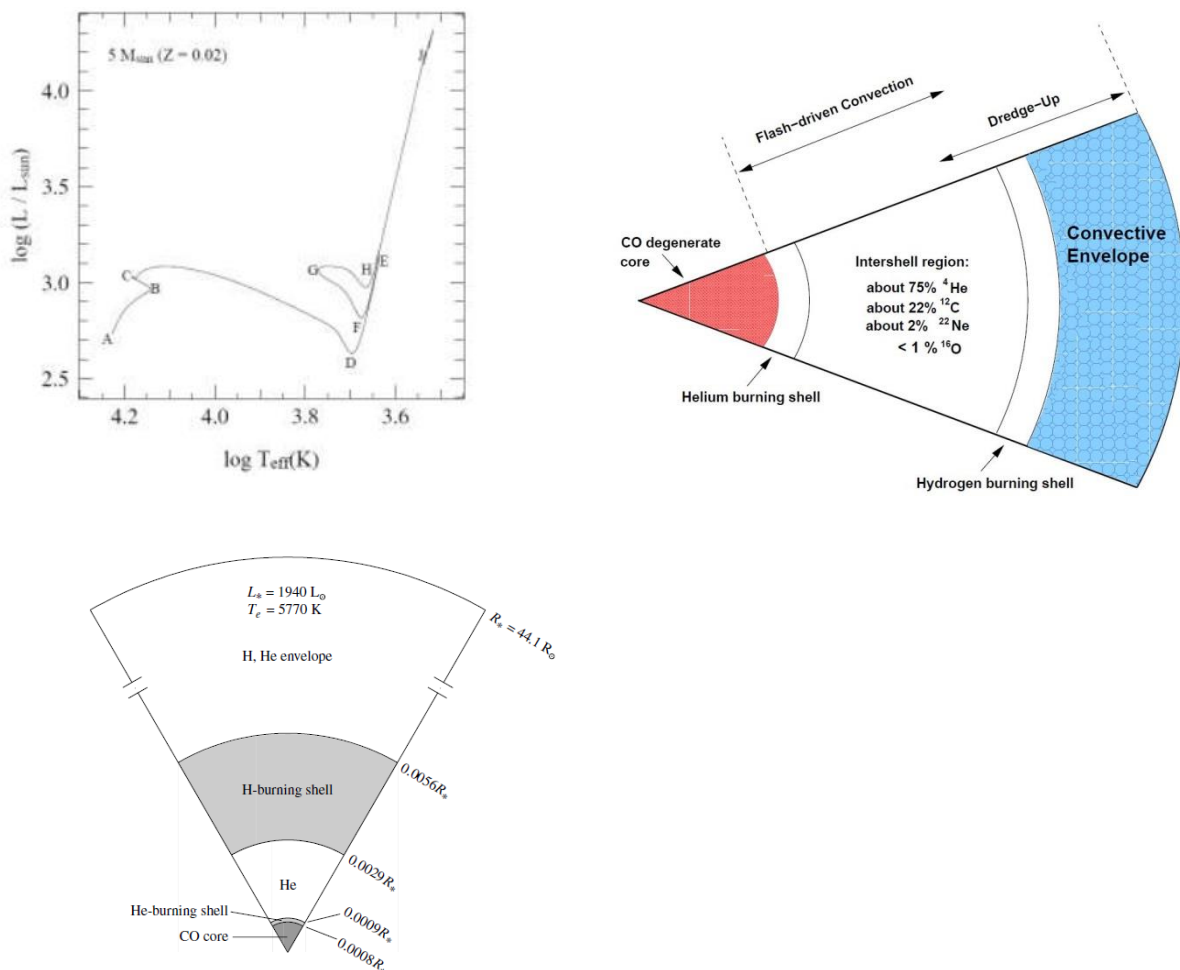 5 Msun (Z = 0.02)
4.0
3.5
3.0
2.5
log (L / Lsun)
4.2
4.0
3.8
3.6
log Teff(K)
A
B
C
D
E
F
G
H
Flash-driven Convection
Dredge-Up
CO degenerate
core
Convective
Envelope
Intershell region:
about 75% ⁴He
about 22% ¹²C
about 2% ²²Ne
< 1 % ¹⁶O
Helium burning shell
Hydrogen burning shell
L* = 1940 L⊙
Te = 5770 K
R* = 44.1 R⊙
H, He envelope
H-burning shell
0.0056R*
0.0029R*
He
He-burning shell
0.0009R*
CO core
0.0008R